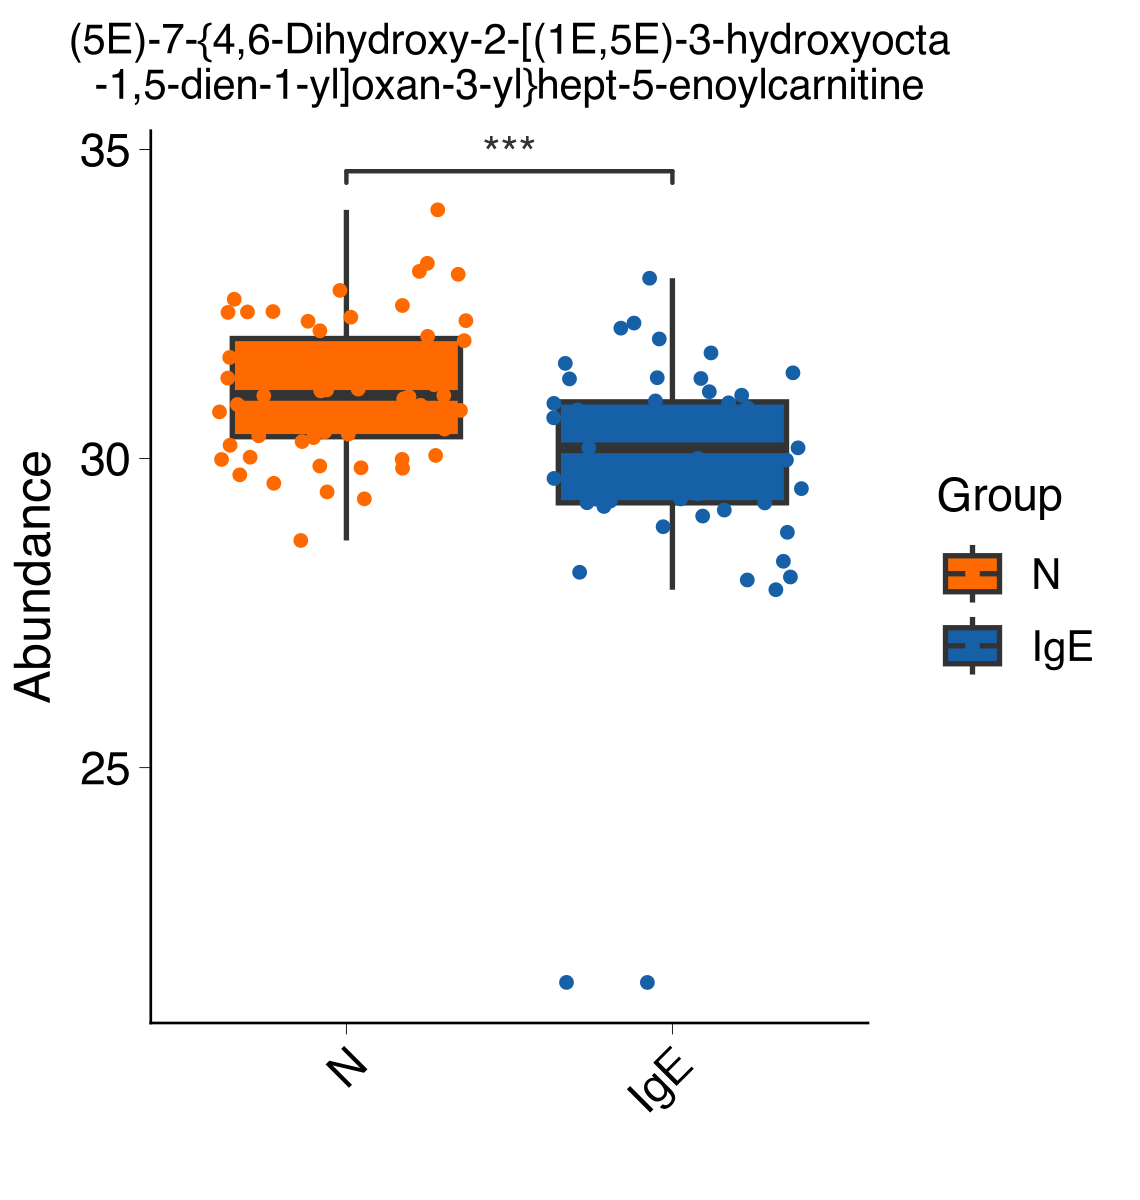 (5E)-7-{4,6-Dihydroxy-2-[(1E,5E)-3-hydroxyocta
-1,5-dien-1-yl]oxan-3-yl}hept-5-enoylcarnitine
35
***
30
25
Abundance
N
IgE
Group
N
IgE